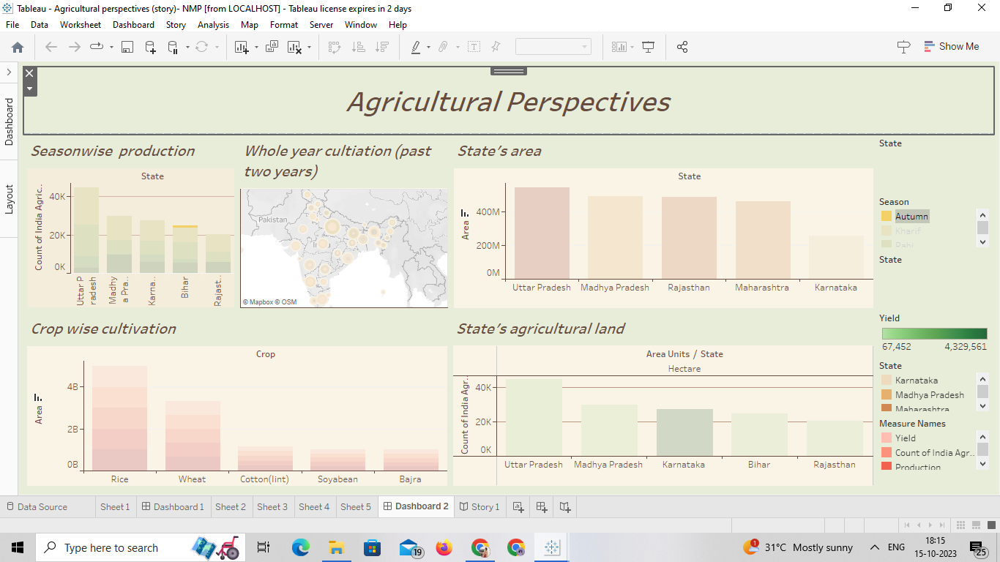 Tableau - Agricultural perspectives (story)- NMP [from LOCALHOST] - Tableau license expires in 2 days
File Data Worksheet Dashboard Story Analysis Map Format Server Window Help
Show Me
Dashboard
Layout
Agricultural Perspectives
Seasonwise production
State
Count of India Agric..
40K
20K
0K
Uttar P
radesh
Madhy
a Pra..
Karna..
Bihar
Rajast..
Whole year cultiation (past
two years)
Pakistan
© Mapbox © OSM
State's area
State
Area
400M
200M
0M
Uttar Pradesh Madhya Pradesh Rajasthan Maharashtra Karnataka
State
Season
Autumn
Kharif
Rabi
State
Yield
67,452 4,329,561
State
Karnataka
Madhya Pradesh
Maharashtra
Measure Names
Yield
Count of India Agr..
Production
Crop wise cultivation
Crop
Area
4B
2B
0B
Rice Wheat Cotton(lint) Soyabean Bajra
State's agricultural land
Area Units / State
Hectare
Count of India Agr..
40K
20K
0K
Uttar Pradesh Madhya Pradesh Karnataka Bihar Rajasthan
Data Source Sheet 1 Dashboard 1 Sheet 2 Sheet 3 Sheet 4 Sheet 5 Dashboard 2 Story 1
Type here to search
19
1
31°C Mostly sunny
ENG
18:15
15-10-2023
25